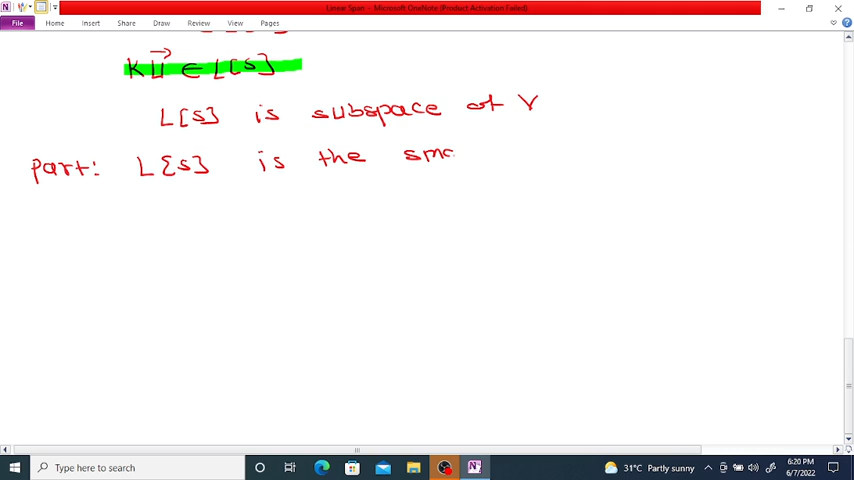 Linear Span – Microsoft OneNote (Product Activation Failed)
File Home Insert Share Draw Review View Pages
K u⃗ ∈ L[S]
L[S] is subspace of V
Part: L{S} is the sma
Type here to search
31°C Partly sunny
6:20 PM
6/7/2022